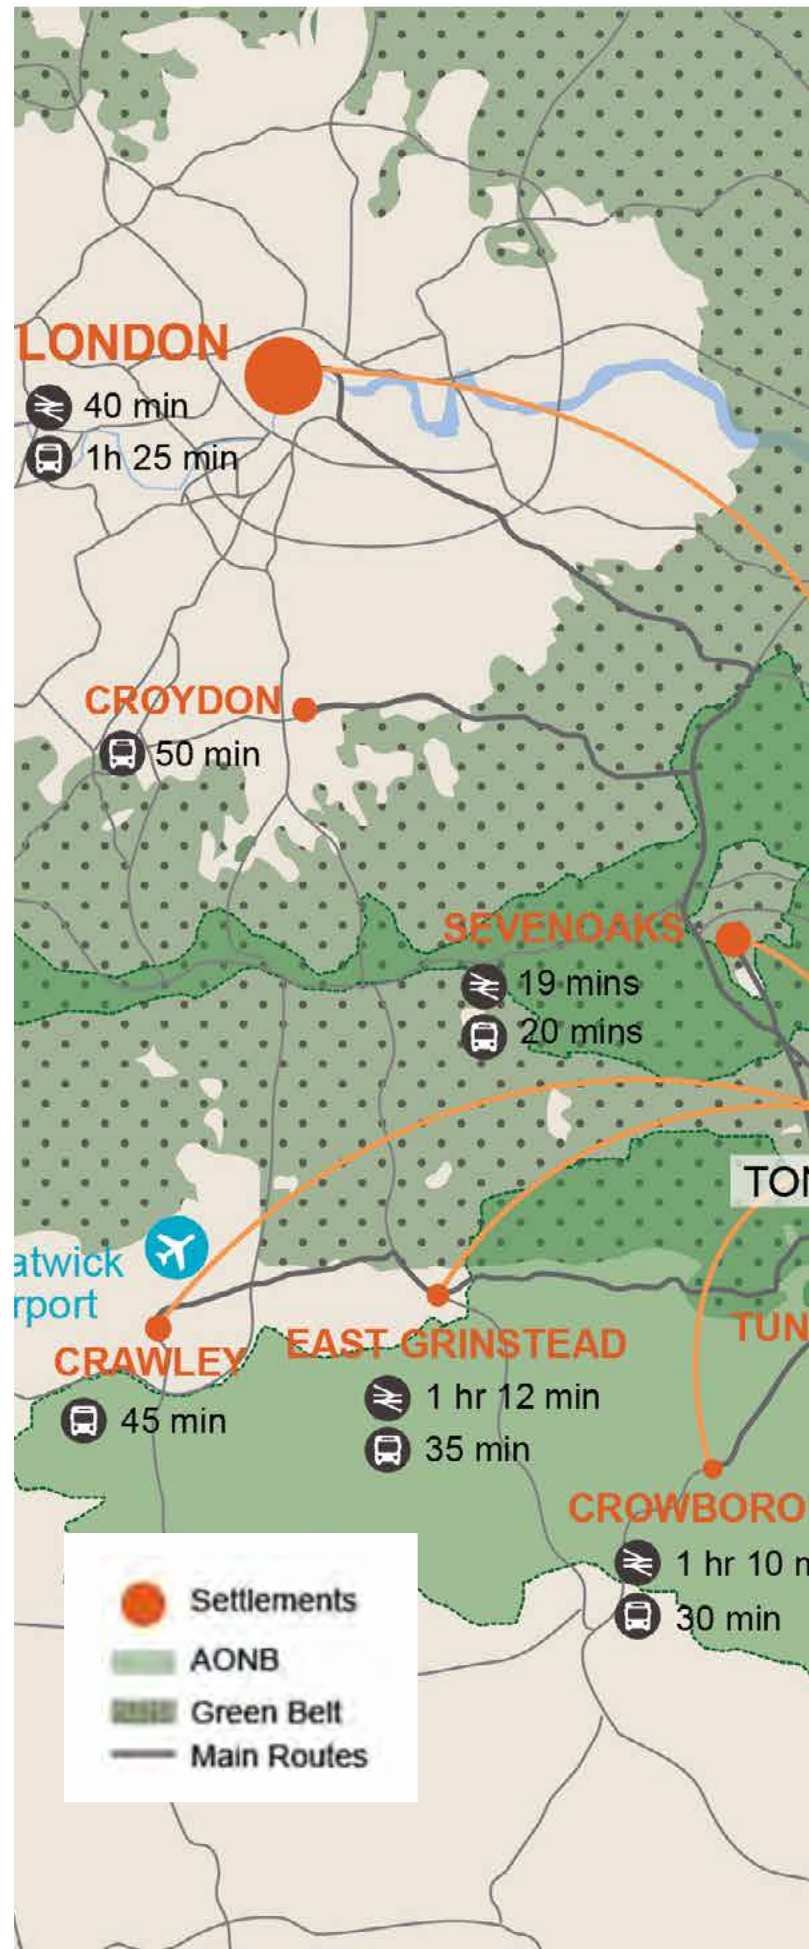 LONDON
40 min
1h 25 min
CROYDON
50 min
SEVENOAKS
19 mins
20 mins
TON
atwick
rport
TUN
CRAWLEY
45 min
EAST GRINSTEAD
1 hr 12 min
35 min
CROWBORO
1 hr 10 m
30 min
Settlements
AONB
Green Belt
Main Routes